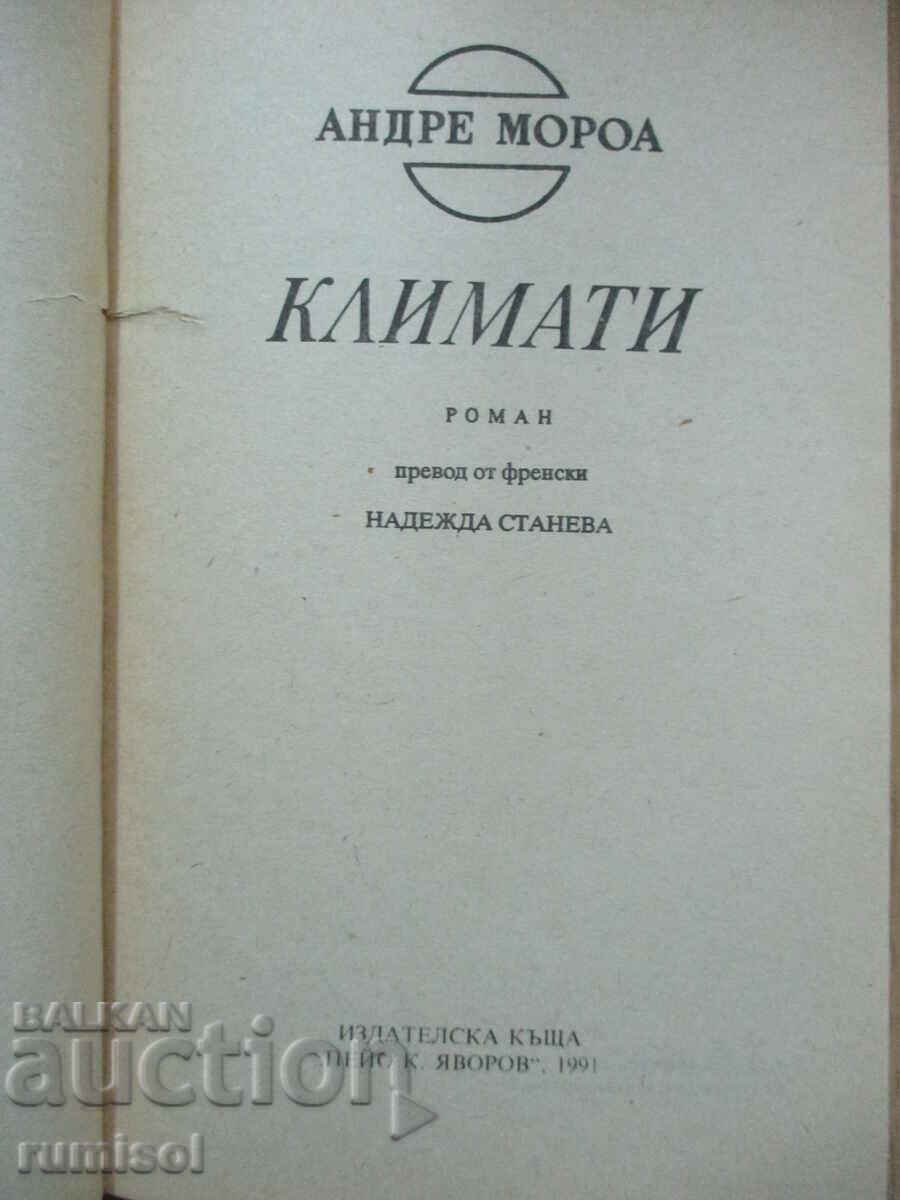 АНДРЕ МОРОА
КЛИМАТИ
РОМАН
превод от френски
НАДЕЖДА СТАНЕВА
ИЗДАТЕЛСКА КЪЩА
„ПЕЙО К. ЯВОРОВ“, 1991
BALKAN
auction
rumisol